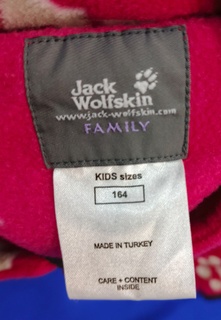 Jack
Wolfskin
www.jack-wolfskin.com
FAMILY
KIDS sizes
164
MADE IN TURKEY
CARE + CONTENT
INSIDE